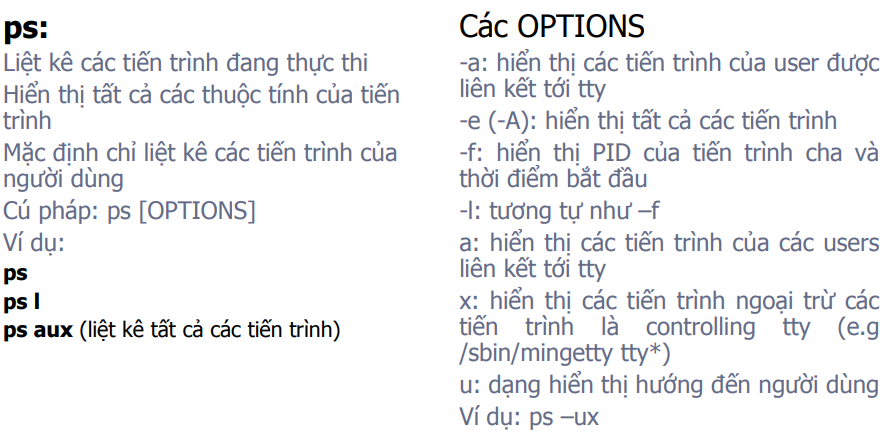 ps:
Liệt kê các tiến trình đang thực thi
Hiển thị tất cả các thuộc tính của tiến
trình
Mặc định chỉ liệt kê các tiến trình của
người dùng
Cú pháp: ps [OPTIONS]
Ví dụ:
ps
ps l
ps aux (liệt kê tất cả các tiến trình)
Các OPTIONS
-a: hiển thị các tiến trình của user được
liên kết tới tty
-e (-A): hiển thị tất cả các tiến trình
-f: hiển thị PID của tiến trình cha và
thời điểm bắt đầu
-l: tương tự như –f
a: hiển thị các tiến trình của các users
liên kết tới tty
x: hiển thị các tiến trình ngoại trừ các
tiến trình là controlling tty (e.g
/sbin/mingetty tty*)
u: dạng hiển thị hướng đến người dùng
Ví dụ: ps –ux